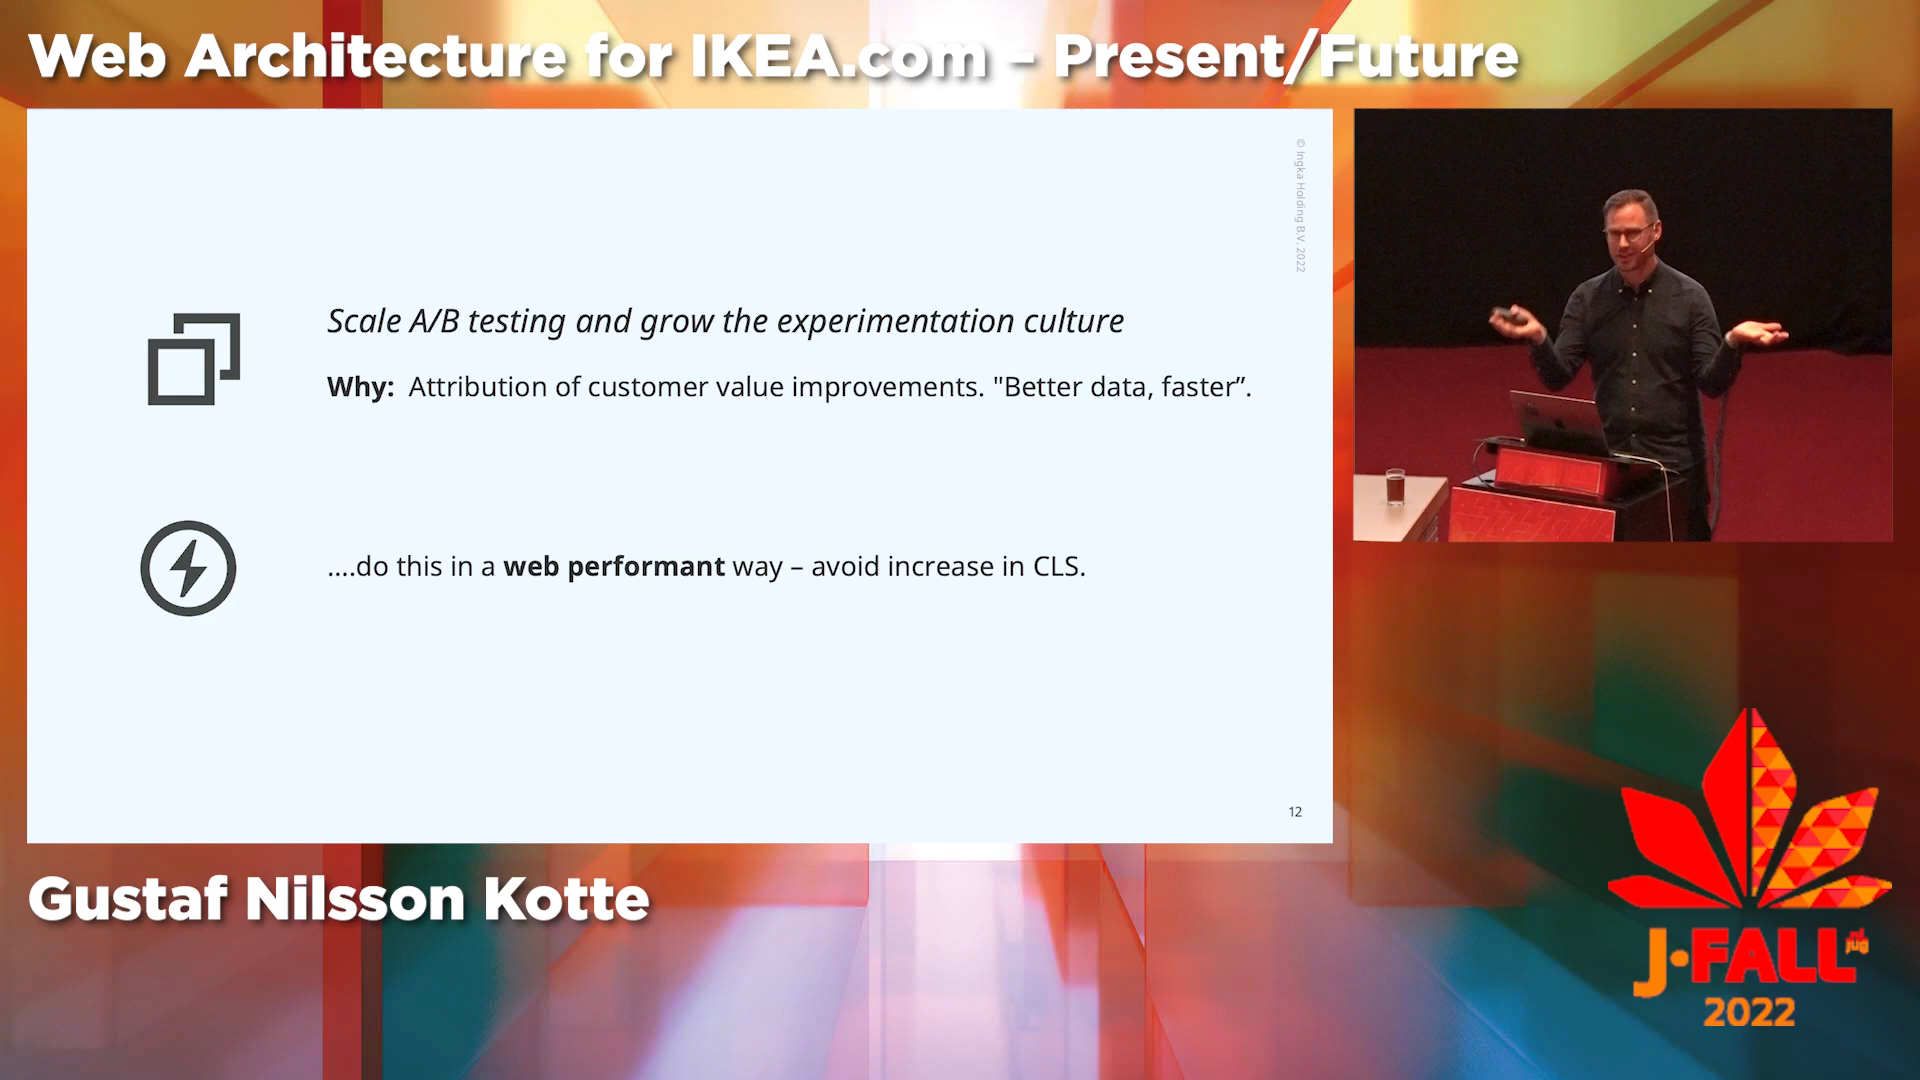 Web Architecture for IKEA.com – Present/Future
© Ingka Holding B.V. 2022
Scale A/B testing and grow the experimentation culture
Why: Attribution of customer value improvements. "Better data, faster”.
....do this in a web performant way – avoid increase in CLS.
12
Gustaf Nilsson Kotte
J•FALL
nl
jug
2022